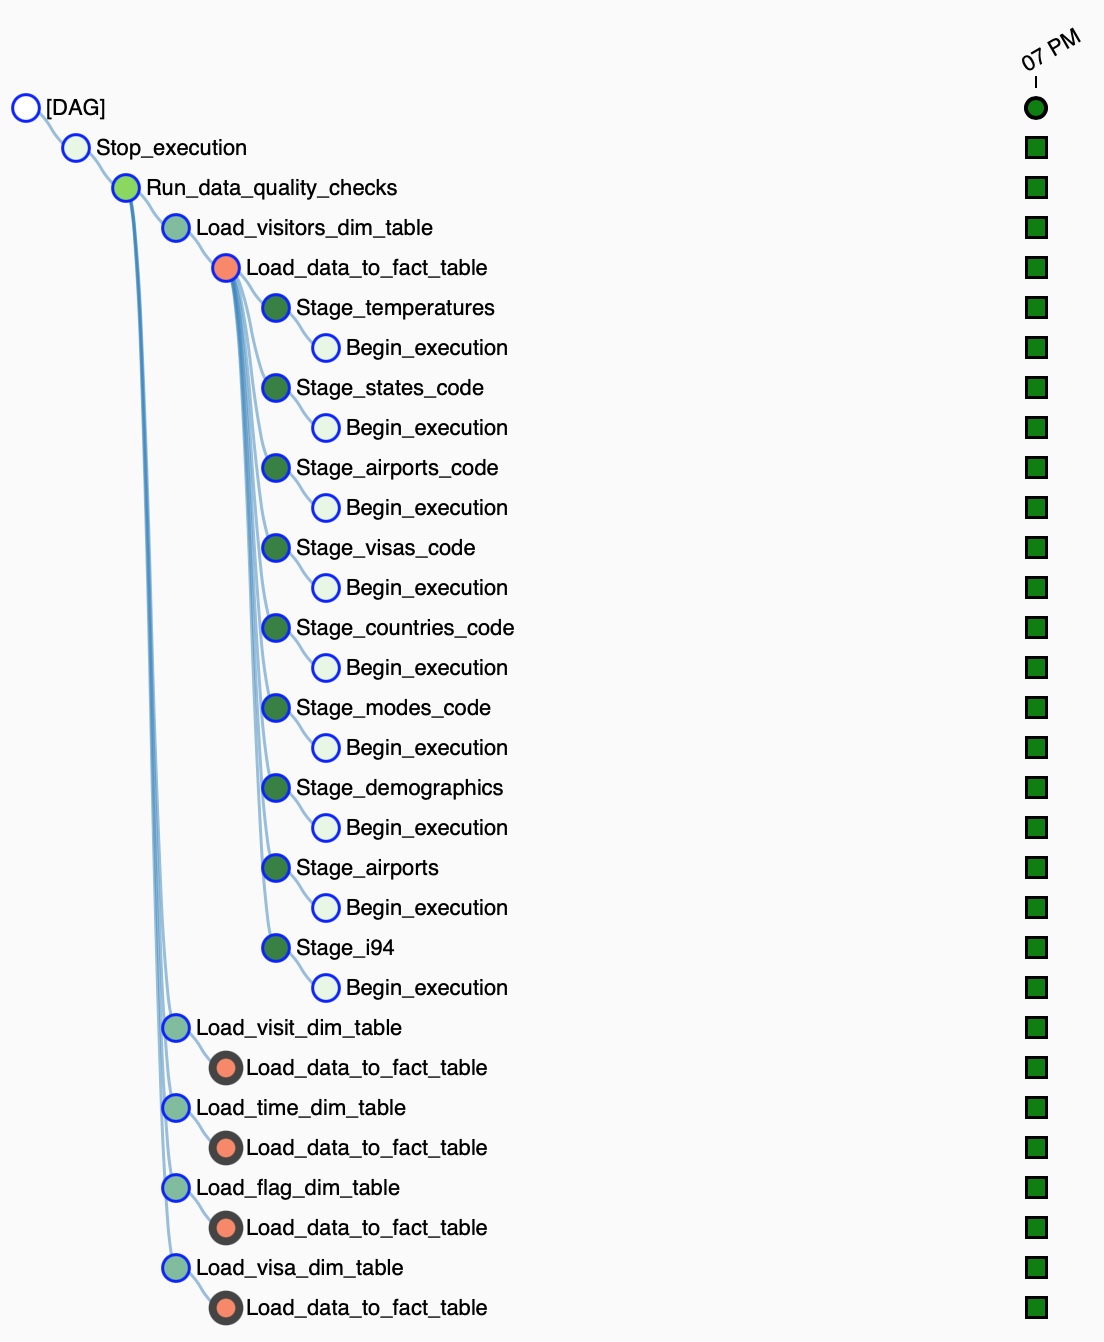 07 PM
[DAG]
Stop_execution
Run_data_quality_checks
Load_visitors_dim_table
Load_data_to_fact_table
Stage_temperatures
Begin_execution
Stage_states_code
Begin_execution
Stage_airports_code
Begin_execution
Stage_visas_code
Begin_execution
Stage_countries_code
Begin_execution
Stage_modes_code
Begin_execution
Stage_demographics
Begin_execution
Stage_airports
Begin_execution
Stage_i94
Begin_execution
Load_visit_dim_table
Load_data_to_fact_table
Load_time_dim_table
Load_data_to_fact_table
Load_flag_dim_table
Load_data_to_fact_table
Load_visa_dim_table
Load_data_to_fact_table